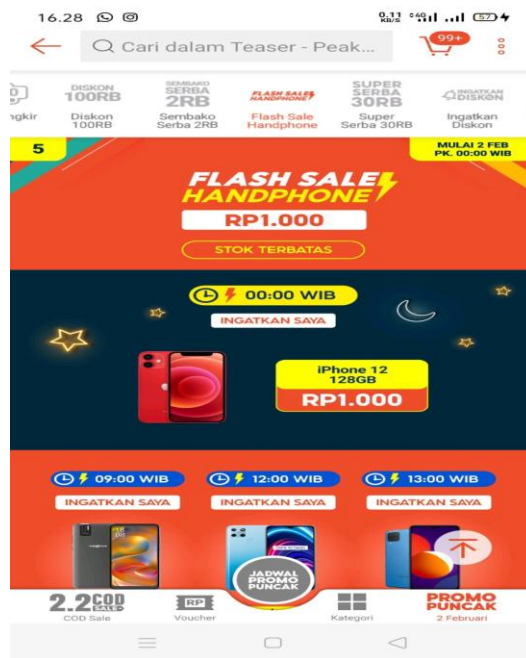 16.28
0.11 KB/S
57
Cari dalam Teaser - Peak...
99+
DISKON 100RB
SEMBAKO SERBA 2RB
FLASH SALE HANDPHONE
SUPER SERBA 30RB
INGATKAN DISKON
ngkir
Diskon 100RB
Sembako Serba 2RB
Flash Sale Handphone
Super Serba 30RB
Ingatkan Diskon
5
MULAI 2 FEB
PK. 00:00 WIB
FLASH SALE
HANDPHONE
RP1.000
STOK TERBATAS
00:00 WIB
INGATKAN SAYA
iPhone 12
128GB
RP1.000
09:00 WIB
12:00 WIB
13:00 WIB
INGATKAN SAYA
INGATKAN SAYA
INGATKAN SAYA
JADWAL
PROMO
PUNCAK
2.2 COD SALE
RP
PROMO PUNCAK
COD Sale
Voucher
Kategori
2 Februari